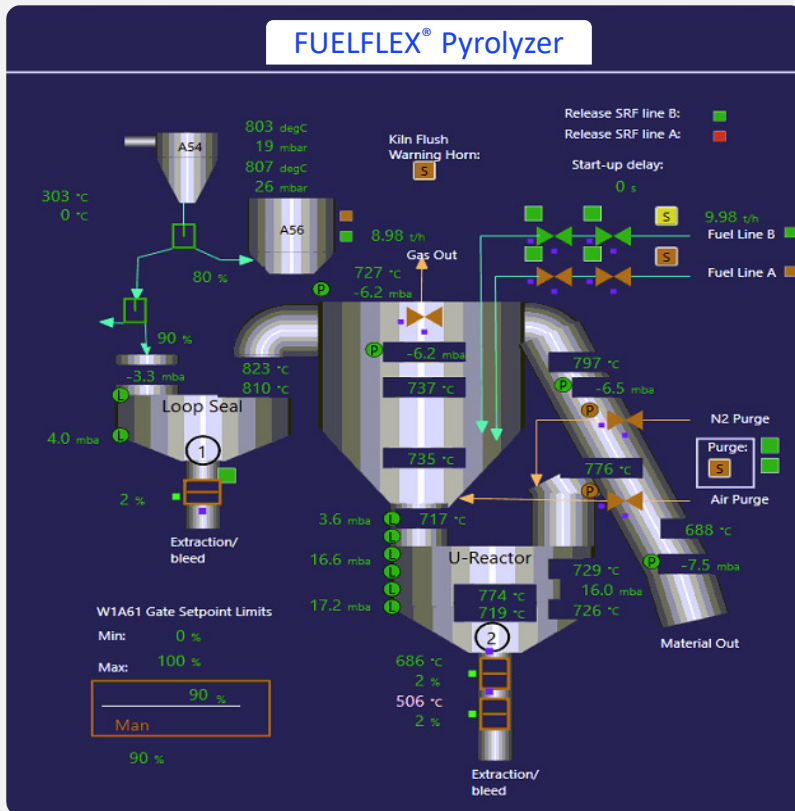 FUELFLEX® Pyrolyzer
Release SRF line B:
Release SRF line A:
803 degC
19 mbar
807 degC
26 mbar
A54
Kiln Flush
Warning Horn:
S
Start-up delay:
0 s
303 °C
0 °C
A56
8.98 t/h
S
9.98 t/h
Fuel Line B
Gas Out
S
Fuel Line A
80 %
727 °C
P
-6.2 mba
90 %
P
-6.2 mba
797 °C
-3.3 mba
823 °C
810 °C
737 °C
P
-6.5 mba
L
Loop Seal
P
N2 Purge
4.0 mba
L
1
735 °C
776 °C
Purge:
S
2 %
P
Air Purge
3.6 mba
L
717 °C
688 °C
Extraction/
bleed
L
16.6 mba
L
U-Reactor
729 °C
P
-7.5 mba
L
774 °C
16.0 mba
L
17.2 mba
L
719 °C
726 °C
W1A61 Gate Setpoint Limits
Min: 0 %
2
Material Out
Max: 100 %
686 °C
2 %
90 %
506 °C
Man
2 %
90 %
Extraction/
bleed